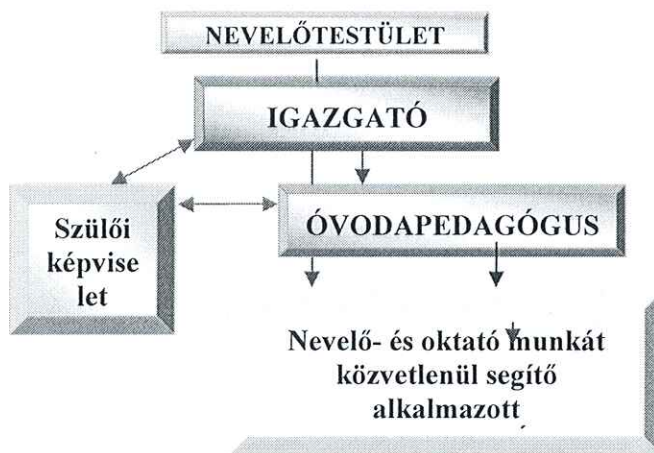 NEVELŐTESTÜLET
IGAZGATÓ
Szülői
képvise
let
ÓVODAPEDAGÓGUS
Nevelő- és oktató munkát
közvetlenül segítő
alkalmazott